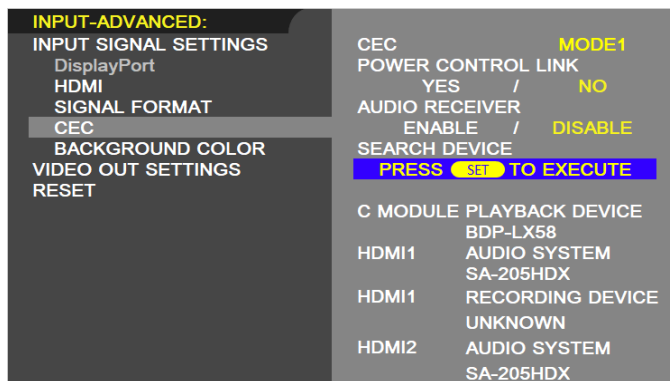 INPUT-ADVANCED:
INPUT SIGNAL SETTINGS
DisplayPort
HDMI
SIGNAL FORMAT
CEC
BACKGROUND COLOR
VIDEO OUT SETTINGS
RESET
CEC MODE1
POWER CONTROL LINK
YES / NO
AUDIO RECEIVER
ENABLE / DISABLE
SEARCH DEVICE
PRESS SET TO EXECUTE
C MODULE PLAYBACK DEVICE
BDP-LX58
HDMI1 AUDIO SYSTEM
SA-205HDX
HDMI1 RECORDING DEVICE
UNKNOWN
HDMI2 AUDIO SYSTEM
SA-205HDX